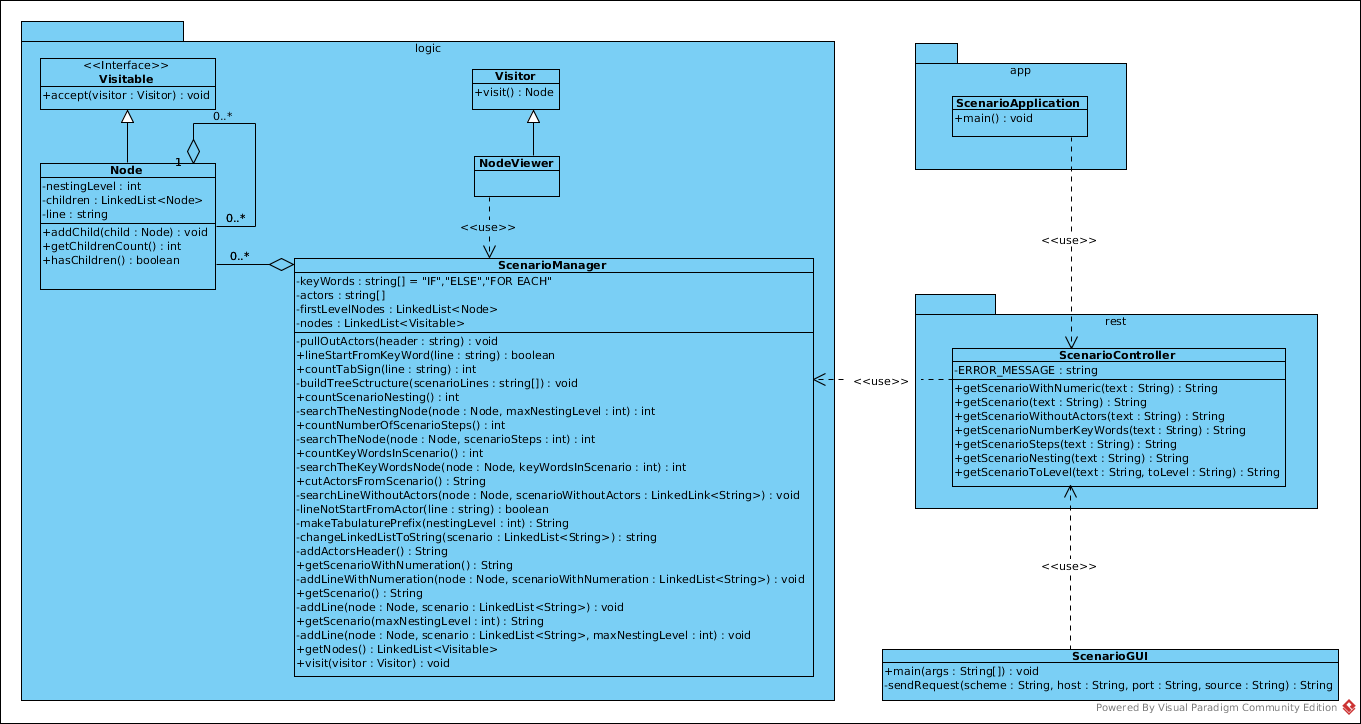 logic
<<Interface>>
Visitable
+accept(visitor : Visitor) : void
0..*
1
Node
-nestingLevel : int
-children : LinkedList<Node>
-line : string
+addChild(child : Node) : void
+getChildrenCount() : int
+hasChildren() : boolean
0..*
0..*
Visitor
+visit() : Node
NodeViewer
<<use>>
ScenarioManager
-keyWords : string[] = "IF","ELSE","FOR EACH"
-actors : string[]
-firstLevelNodes : LinkedList<Node>
-nodes : LinkedList<Visitable>
-pullOutActors(header : string) : void
+lineStartFromKeyWord(line : string) : boolean
+countTabSign(line : string) : int
-buildTreeSctructure(scenarioLines : string[]) : void
+countScenarioNesting() : int
-searchTheNestingNode(node : Node, maxNestingLevel : int) : int
+countNumberOfScenarioSteps() : int
-searchTheNode(node : Node, scenarioSteps : int) : int
+countKeyWordsInScenario() : int
-searchTheKeyWordsNode(node : Node, keyWordsInScenario : int) : int
+cutActorsFromScenario() : String
-searchLineWithoutActors(node : Node, scenarioWithoutActors : LinkedLink<String>) : void
-lineNotStartFromActor(line : string) : boolean
-makeTabulaturePrefix(nestingLevel : int) : String
-changeLinkedListToString(scenario : LinkedList<String>) : string
-addActorsHeader() : String
+getScenarioWithNumeration() : String
-addLineWithNumeration(node : Node, scenarioWithNumeration : LinkedList<String>) : void
+getScenario() : String
-addLine(node : Node, scenario : LinkedList<String>) : void
+getScenario(maxNestingLevel : int) : String
-addLine(node : Node, scenario : LinkedList<String>, maxNestingLevel : int) : void
+getNodes() : LinkedList<Visitable>
+visit(visitor : Visitor) : void
app
ScenarioApplication
+main() : void
<<use>>
rest
ScenarioController
-ERROR_MESSAGE : string
+getScenarioWithNumeric(text : String) : String
+getScenario(text : String) : String
+getScenarioWithoutActors(text : String) : String
+getScenarioNumberKeyWords(text : String) : String
+getScenarioSteps(text : String) : String
+getScenarioNesting(text : String) : String
+getScenarioToLevel(text : String, toLevel : String) : String
<<use>>
<<use>>
ScenarioGUI
+main(args : String[]) : void
-sendRequest(scheme : String, host : String, port : String, source : String) : String
Powered By Visual Paradigm Community Edition